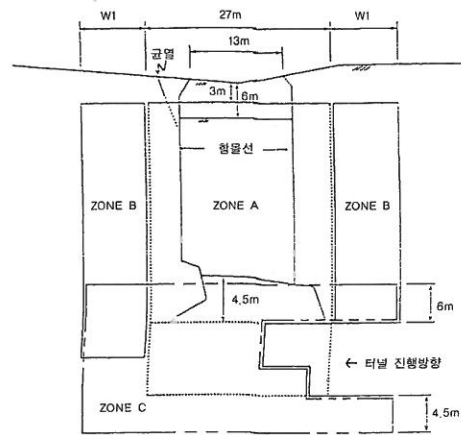 W1 27m W1
균열
13m
3m 6m
함몰선
ZONE B ZONE A ZONE B
4.5m 6m
← 터널 진행방향
ZONE C 4.5m